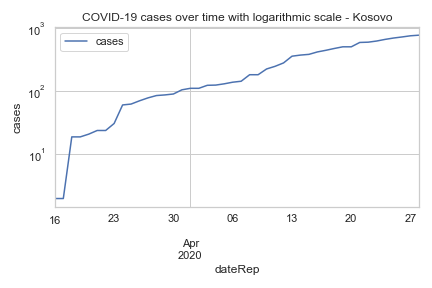 COVID-19 cases over time with logarithmic scale - Kosovo
cases
10³
10²
10¹
cases
16 23 30 06 13 20 27
Apr
2020
dateRep